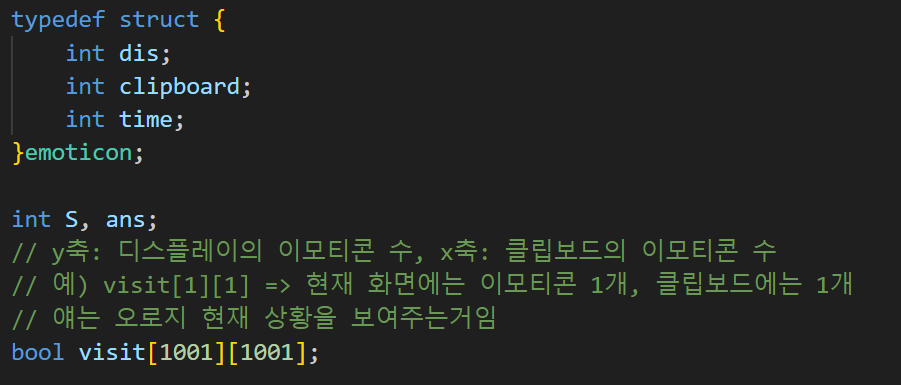 typedef struct {
    int dis;
    int clipboard;
    int time;
}emoticon;
int S, ans;
// y축: 디스플레이의 이모티콘 수, x축: 클립보드의 이모티콘 수
// 예) visit[1][1] => 현재 화면에는 이모티콘 1개, 클립보드에는 1개
// 얘는 오로지 현재 상황을 보여주는거임
bool visit[1001][1001];